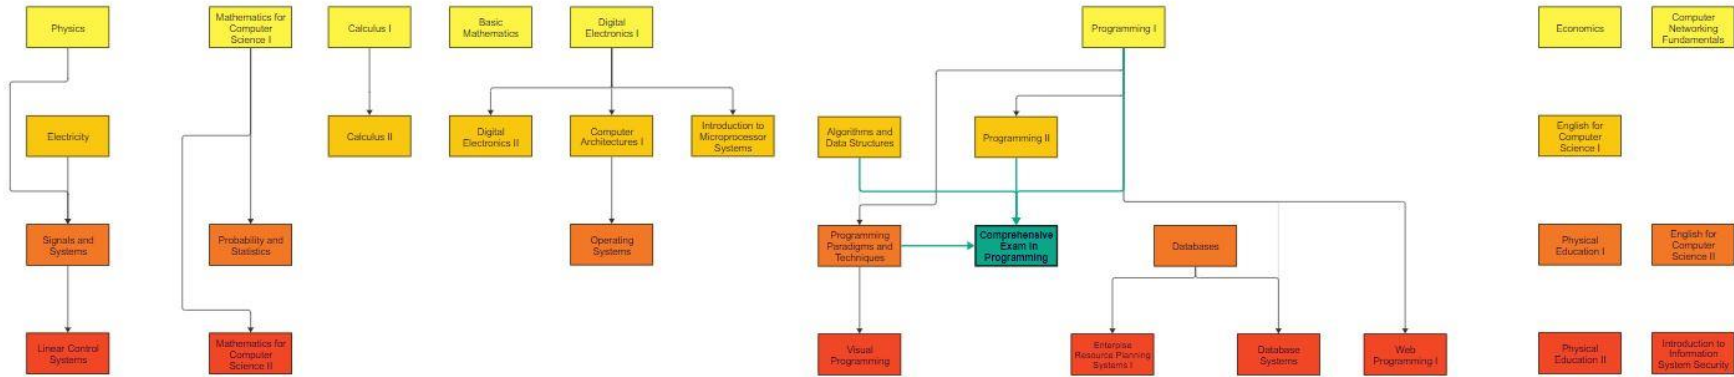 Physics
Mathematics for
Computer
Science I
Calculus I
Basic
Mathematics
Digital
Electronics I
Programming I
Economics
Computer
Networking
Fundamentals
Electricity
Calculus II
Digital
Electronics II
Computer
Architectures I
Introduction to
Microprocessor
Systems
Algorithms and
Data Structures
Programming II
English for
Computer
Science I
Signals and
Systems
Probability and
Statistics
Operating
Systems
Programming
Paradigms and
Techniques
Comprehensive
Exam in
Programming
Databases
Physical
Education I
English for
Computer
Science II
Linear Control
Systems
Mathematics for
Computer
Science II
Visual
Programming
Enterpise
Resource Planning
Systems I
Database
Systems
Web
Programming I
Physical
Education II
Introduction to
Information
System Security